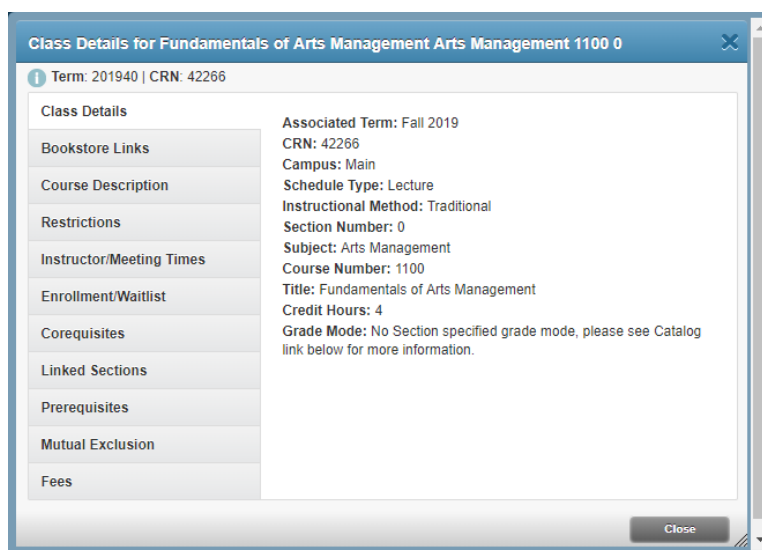 Class Details for Fundamentals of Arts Management Arts Management 1100 0
Term: 201940 | CRN: 42266
Class Details
Bookstore Links
Course Description
Restrictions
Instructor/Meeting Times
Enrollment/Waitlist
Corequisites
Linked Sections
Prerequisites
Mutual Exclusion
Fees
Associated Term: Fall 2019
CRN: 42266
Campus: Main
Schedule Type: Lecture
Instructional Method: Traditional
Section Number: 0
Subject: Arts Management
Course Number: 1100
Title: Fundamentals of Arts Management
Credit Hours: 4
Grade Mode: No Section specified grade mode, please see Catalog
link below for more information.
Close